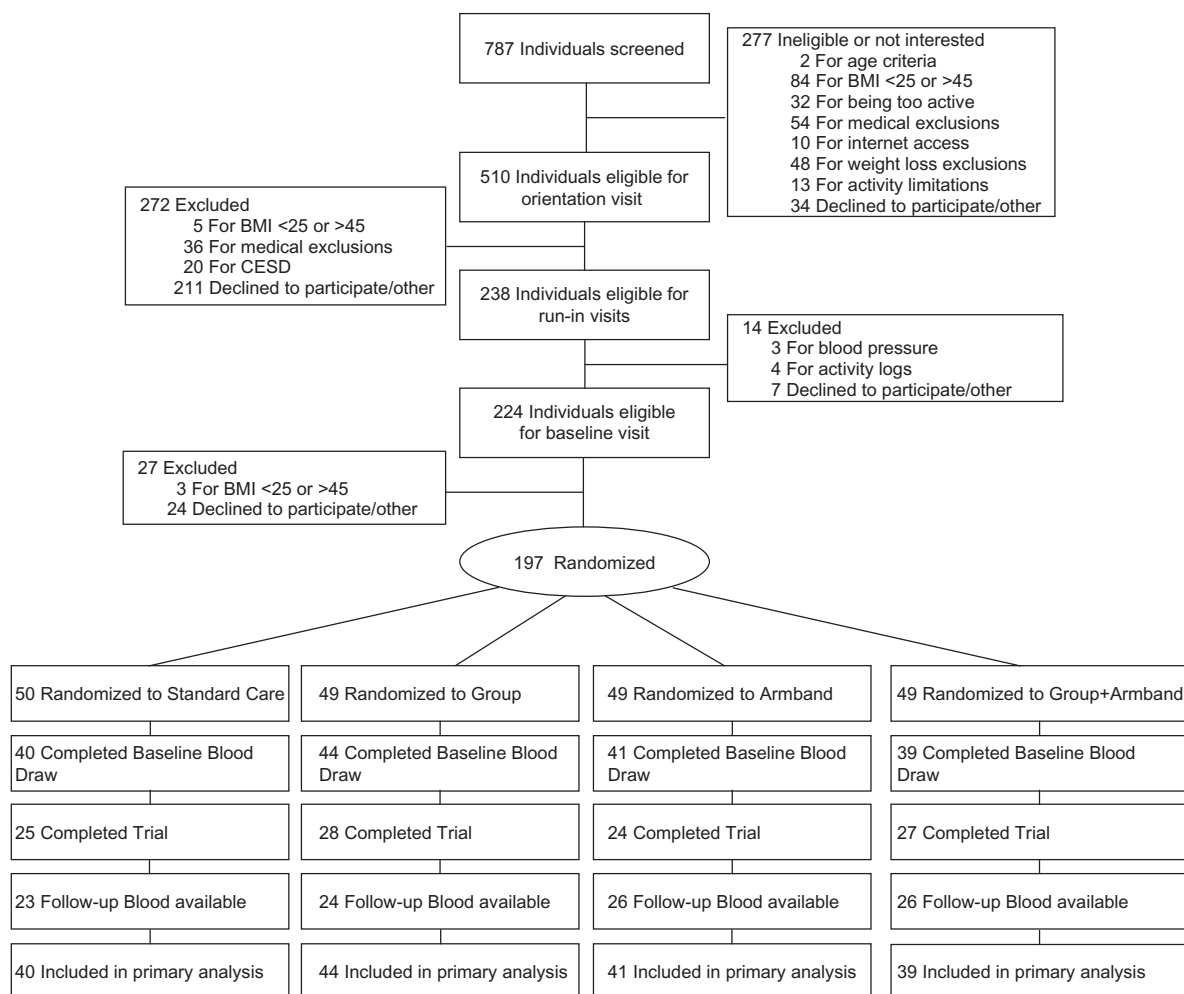 787 Individuals screened
277 Ineligible or not interested
2 For age criteria
84 For BMI <25 or >45
32 For being too active
54 For medical exclusions
10 For internet access
48 For weight loss exclusions
13 For activity limitations
34 Declined to participate/other
510 Individuals eligible for
orientation visit
272 Excluded
5 For BMI <25 or >45
36 For medical exclusions
20 For CESD
211 Declined to participate/other
238 Individuals eligible for
run-in visits
14 Excluded
3 For blood pressure
4 For activity logs
7 Declined to participate/other
224 Individuals eligible
for baseline visit
27 Excluded
3 For BMI <25 or >45
24 Declined to participate/other
197 Randomized
50 Randomized to Standard Care
49 Randomized to Group
49 Randomized to Armband
49 Randomized to Group+Armband
40 Completed Baseline Blood
Draw
44 Completed Baseline Blood
Draw
41 Completed Baseline Blood
Draw
39 Completed Baseline Blood
Draw
25 Completed Trial
28 Completed Trial
24 Completed Trial
27 Completed Trial
23 Follow-up Blood available
24 Follow-up Blood available
26 Follow-up Blood available
26 Follow-up Blood available
40 Included in primary analysis
44 Included in primary analysis
41 Included in primary analysis
39 Included in primary analysis